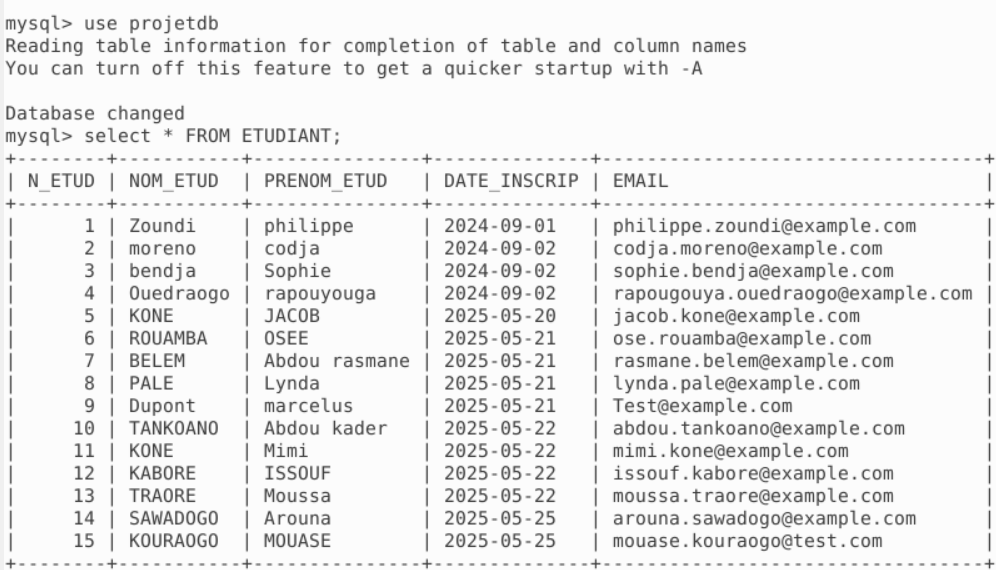 mysql> use projetdb
Reading table information for completion of table and column names
You can turn off this feature to get a quicker startup with -A

Database changed
mysql> select * FROM ETUDIANT;
+--------+-----------+---------------+-------------+----------------------------------+
| N_ETUD | NOM_ETUD  | PRENOM_ETUD   | DATE_INSCRIP | EMAIL                            |
+--------+-----------+---------------+-------------+----------------------------------+
|      1 | Zoundi    | philippe      | 2024-09-01  | philippe.zoundi@example.com      |
|      2 | moreno    | codja         | 2024-09-02  | codja.moreno@example.com         |
|      3 | bendja    | Sophie        | 2024-09-02  | sophie.bendja@example.com        |
|      4 | Ouedraogo | rapouyouga    | 2024-09-02  | rapougouya.ouedraogo@example.com |
|      5 | KONE      | JACOB         | 2025-05-20  | jacob.kone@example.com           |
|      6 | ROUAMBA   | OSEE          | 2025-05-21  | ose.rouamba@example.com          |
|      7 | BELEM     | Abdou rasmane | 2025-05-21  | rasmane.belem@example.com        |
|      8 | PALE      | Lynda         | 2025-05-21  | lynda.pale@example.com           |
|      9 | Dupont    | marcelus      | 2025-05-21  | Test@example.com                 |
|     10 | TANKOANO  | Abdou kader   | 2025-05-22  | abdou.tankoano@example.com       |
|     11 | KONE      | Mimi          | 2025-05-22  | mimi.kone@example.com            |
|     12 | KABORE    | ISSOUF        | 2025-05-22  | issouf.kabore@example.com        |
|     13 | TRAORE    | Moussa        | 2025-05-22  | moussa.traore@example.com        |
|     14 | SAWADOGO  | Arouna        | 2025-05-25  | arouna.sawadogo@example.com      |
|     15 | KOURAOGO  | MOUASE        | 2025-05-25  | mouase.kouraogo@test.com         |
+--------+-----------+---------------+-------------+----------------------------------+